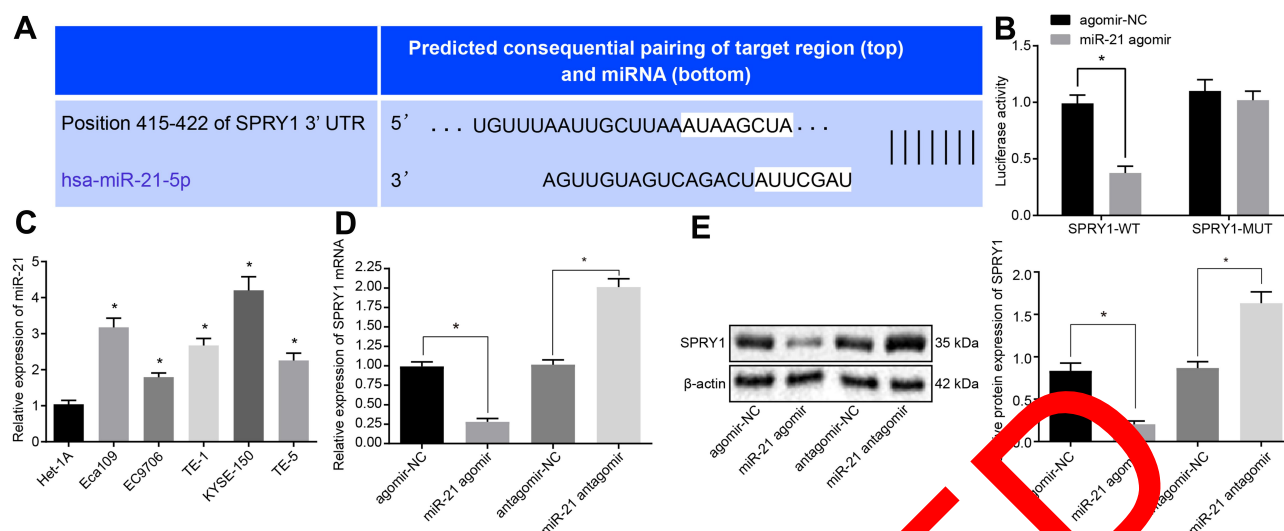 A
Predicted consequential pairing of target region (top)
and miRNA (bottom)
Position 415-422 of SPRY1 3' UTR
5' ... UGUUUAAUUGCUUAAAUAAGCUA...
hsa-miR-21-5p
3' AGUUGUAGUCAGACUAUUCGAU
B
agomir-NC
miR-21 agomir
Luciferase activity
1.5
1.0
0.5
0.0
*
SPRY1-WT
SPRY1-MUT
C
Relative expression of miR-21
5
4
3
2
1
0
*
*
*
*
*
Het-1A
Eca109
EC9706
TE-1
KYSE-150
TE-5
D
Relative expression of SPRY1 mRNA
2.25
2.00
1.75
1.50
1.25
1.00
0.75
0.50
0.25
0.00
*
*
agomir-NC
miR-21 agomir
antagomir-NC
miR-21 antagomir
E
SPRY1
35 kDa
β-actin
42 kDa
agomir-NC
miR-21 agomir
antagomir-NC
miR-21 antagomir
protein expression of SPRY1
2.0
1.5
1.0
0.5
0.0
*
*
agomir-NC
miR-21
antagomir-NC
miR-21 antagomir
D